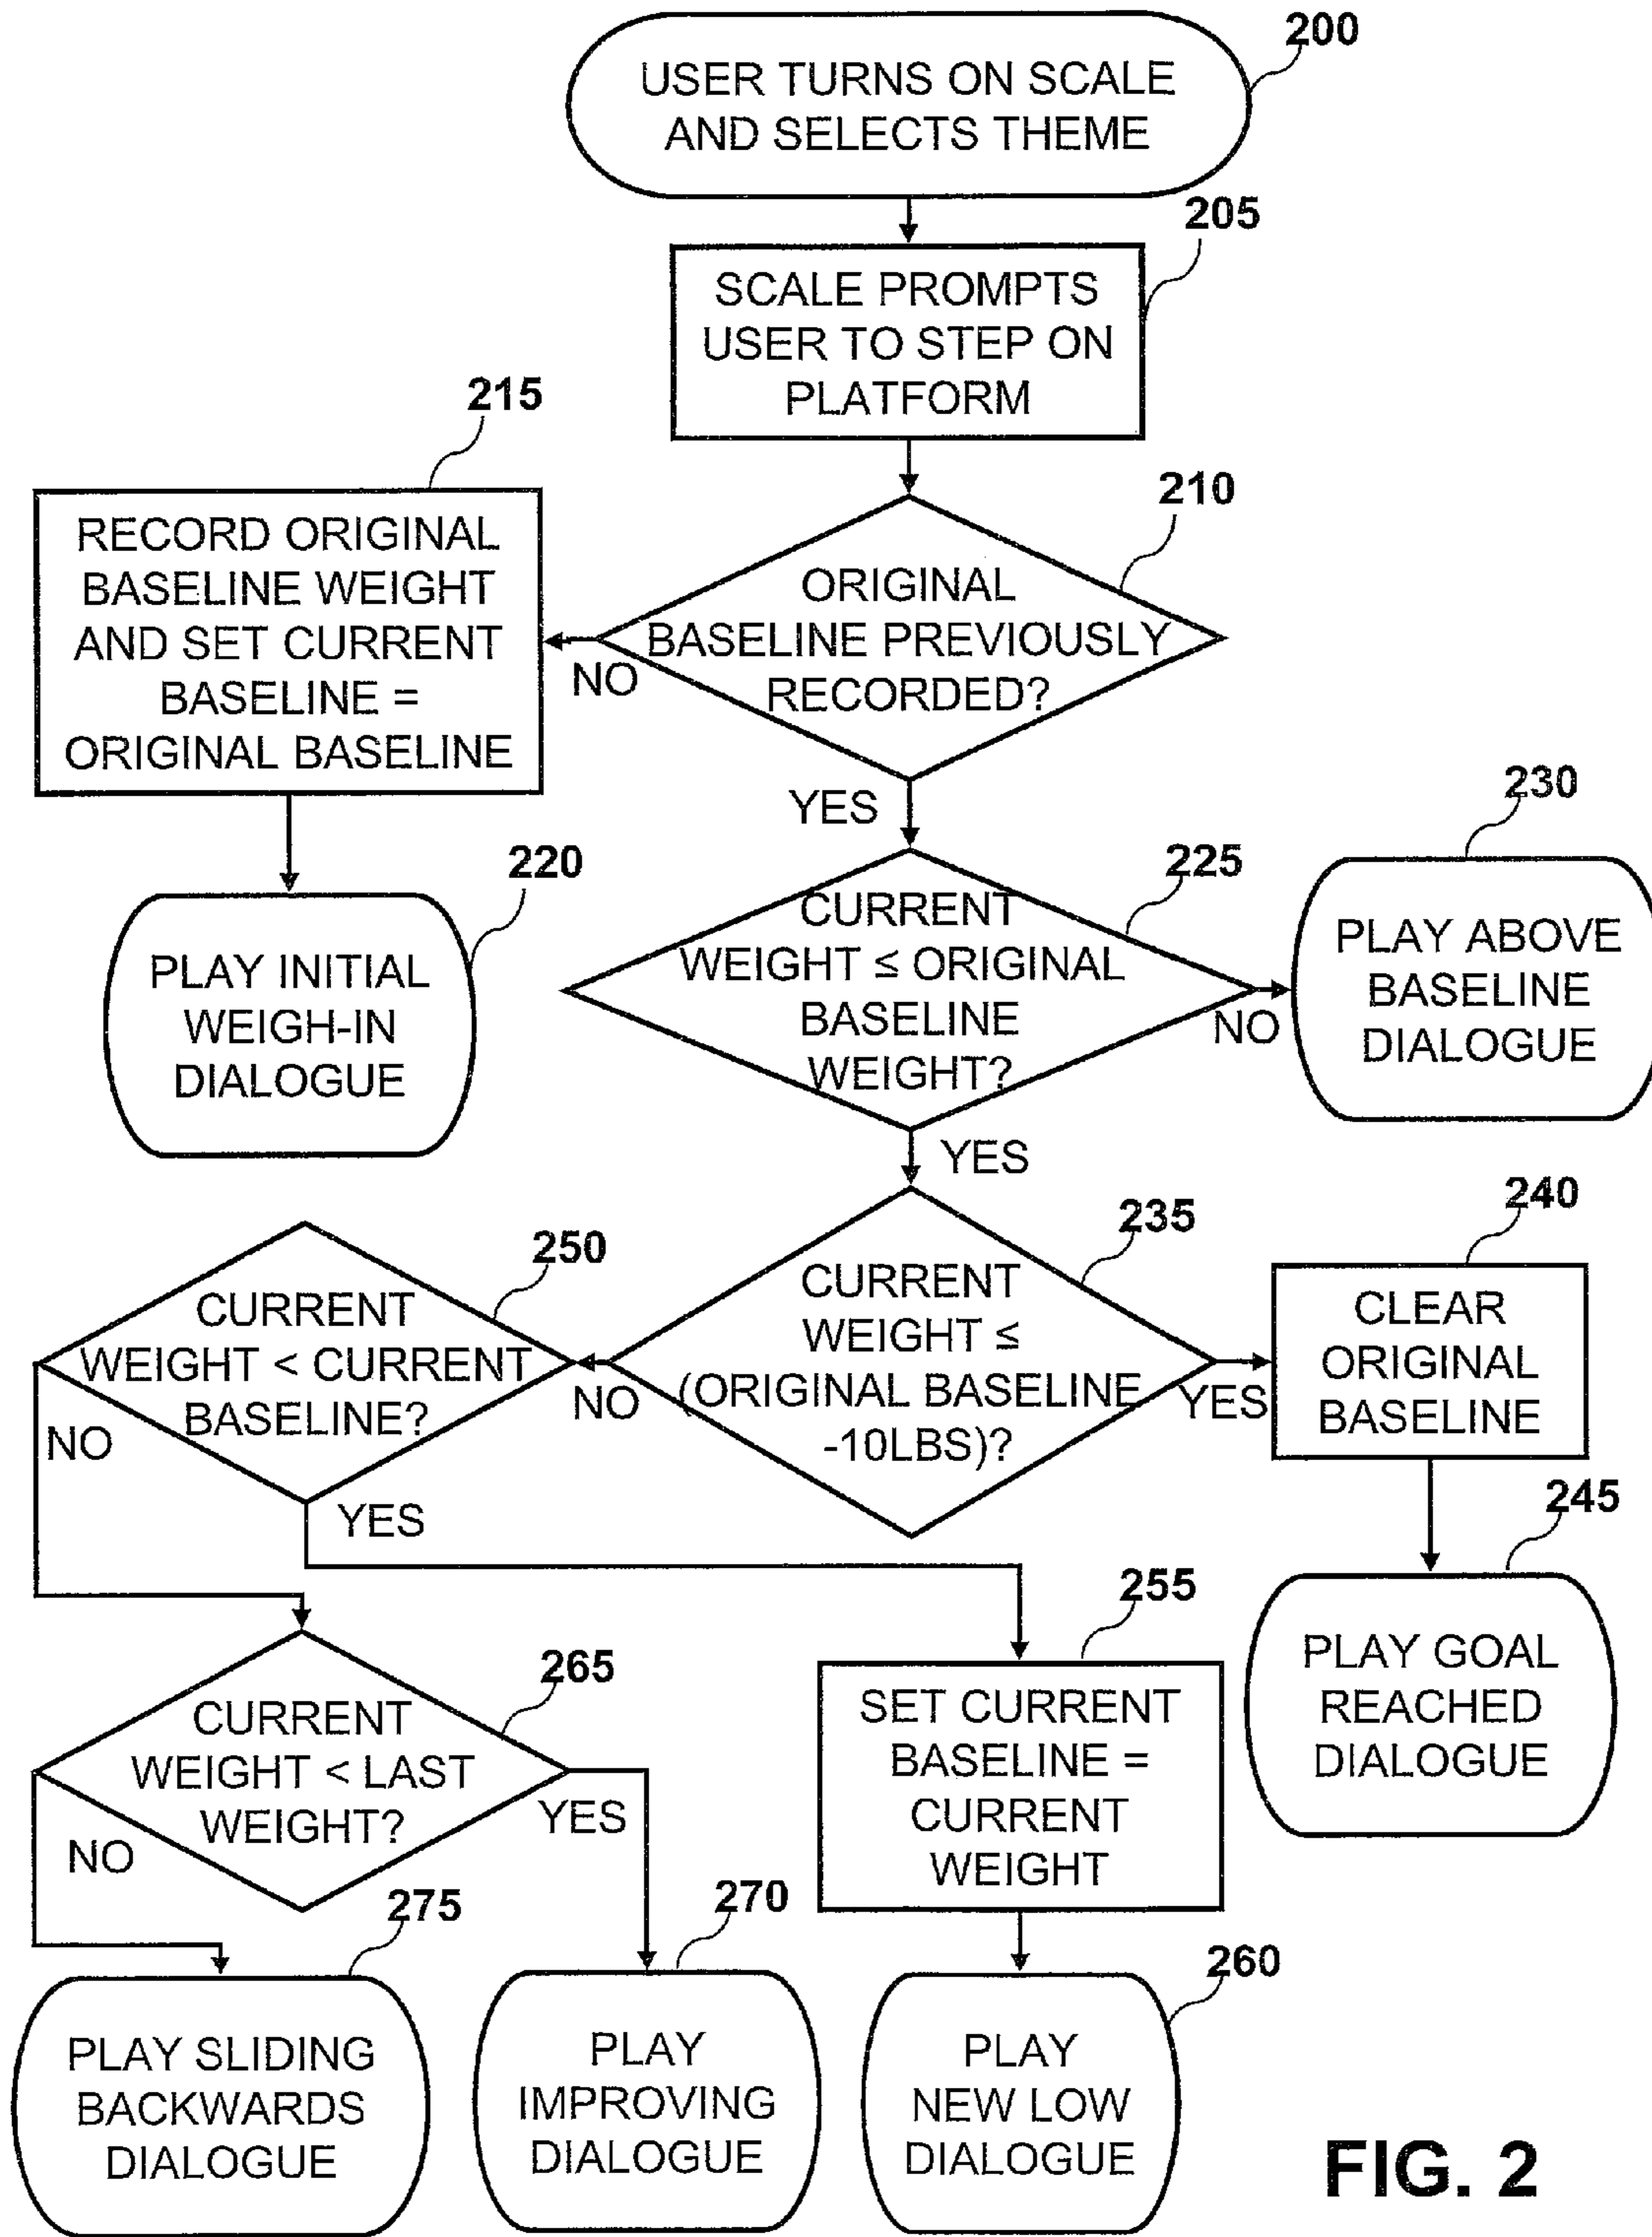 200
USER TURNS ON SCALE
AND SELECTS THEME
205
SCALE PROMPTS
USER TO STEP ON
PLATFORM
215
RECORD ORIGINAL
BASELINE WEIGHT
AND SET CURRENT
BASELINE =
ORIGINAL BASELINE
210
ORIGINAL
BASELINE PREVIOUSLY
RECORDED?
NO
YES
220
PLAY INITIAL
WEIGH-IN
DIALOGUE
225
CURRENT
WEIGHT ≤ ORIGINAL
BASELINE
WEIGHT?
NO
YES
230
PLAY ABOVE
BASELINE
DIALOGUE
235
CURRENT
WEIGHT ≤
(ORIGINAL BASELINE
-10LBS)?
NO
YES
240
CLEAR
ORIGINAL
BASELINE
245
PLAY GOAL
REACHED
DIALOGUE
250
CURRENT
WEIGHT < CURRENT
BASELINE?
NO
YES
255
SET CURRENT
BASELINE =
CURRENT
WEIGHT
260
PLAY
NEW LOW
DIALOGUE
265
CURRENT
WEIGHT < LAST
WEIGHT?
NO
YES
270
PLAY
IMPROVING
DIALOGUE
275
PLAY SLIDING
BACKWARDS
DIALOGUE
FIG. 2